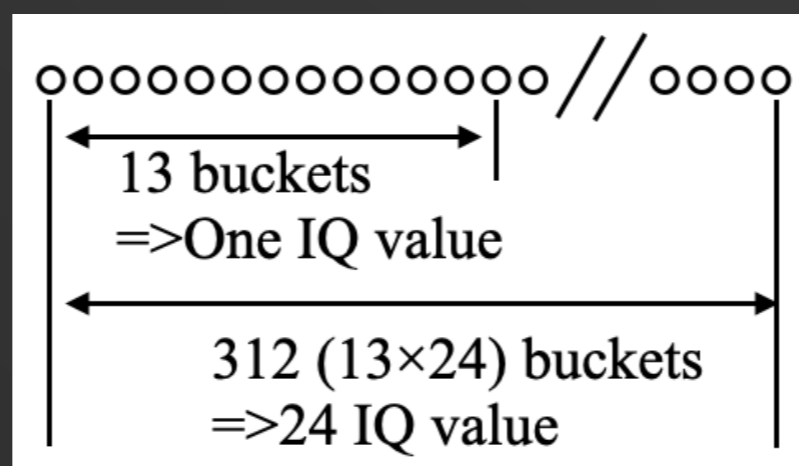 13 buckets
=>One IQ value
312 (13×24) buckets
=>24 IQ value